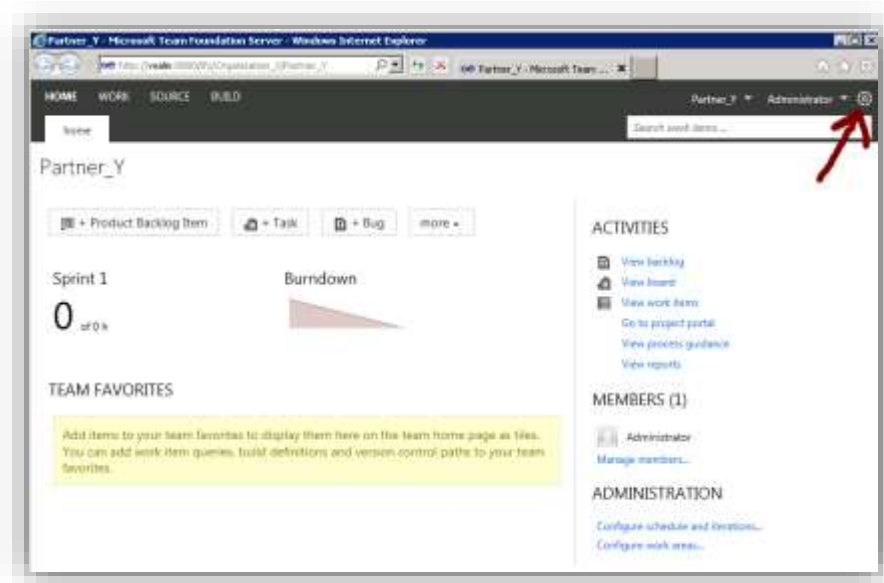 Partner_Y - Microsoft Team Foundation Server - Windows Internet Explorer
Partner_Y - Microsoft Team ...
HOME WORK SOURCE BUILD
Partner_Y Administrator
home
Search work items ...
Partner_Y
+ Product Backlog Item
+ Task
+ Bug
more
Sprint 1
Burndown
0 of 0 h
TEAM FAVORITES
Add items to your team favorites to display them here on the team home page as tiles.
You can add work item queries, build definitions and version control paths to your team
favorites.
ACTIVITIES
View backlog
View board
View work items
Go to project portal
View process guidance
View reports
MEMBERS (1)
Administrator
Manage members...
ADMINISTRATION
Configure schedule and iterations...
Configure work areas...